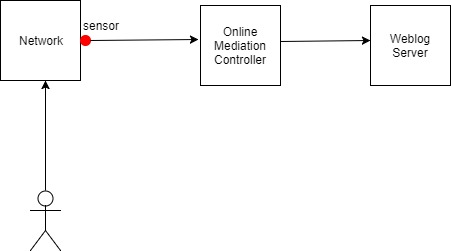 sensor
Network
Online
Mediation
Controller
Weblog
Server